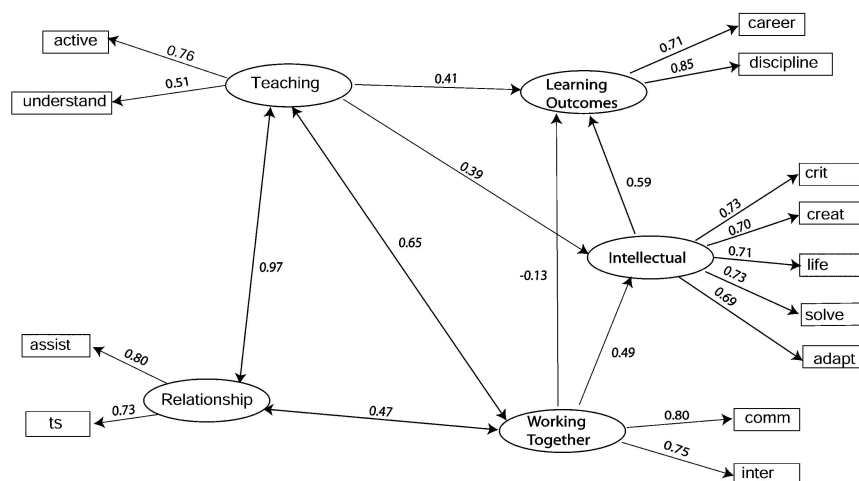 career
active
0.76
0.71
Teaching
0.41
Learning
Outcomes
0.85
discipline
understand
0.51
0.39
0.59
crit
0.73
creat
0.70
0.65
Intellectual
0.71
life
0.97
-0.13
0.73
0.69
solve
assist
0.80
0.49
adapt
Relationship
0.73
ts
0.47
Working
Together
0.80
comm
0.75
inter